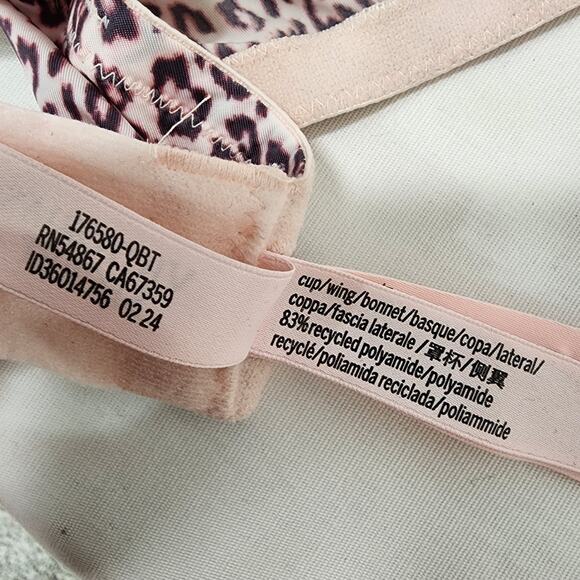 176580-QBT
RN54867 CA67359
ID36014756 02 24
cup/wing/bonnet/basque/copa/lateral/
coppa/fascia laterale /罩杯/侧翼
83% recycled polyamide/polyamide
recyclé/poliamida reciclada/poliammide